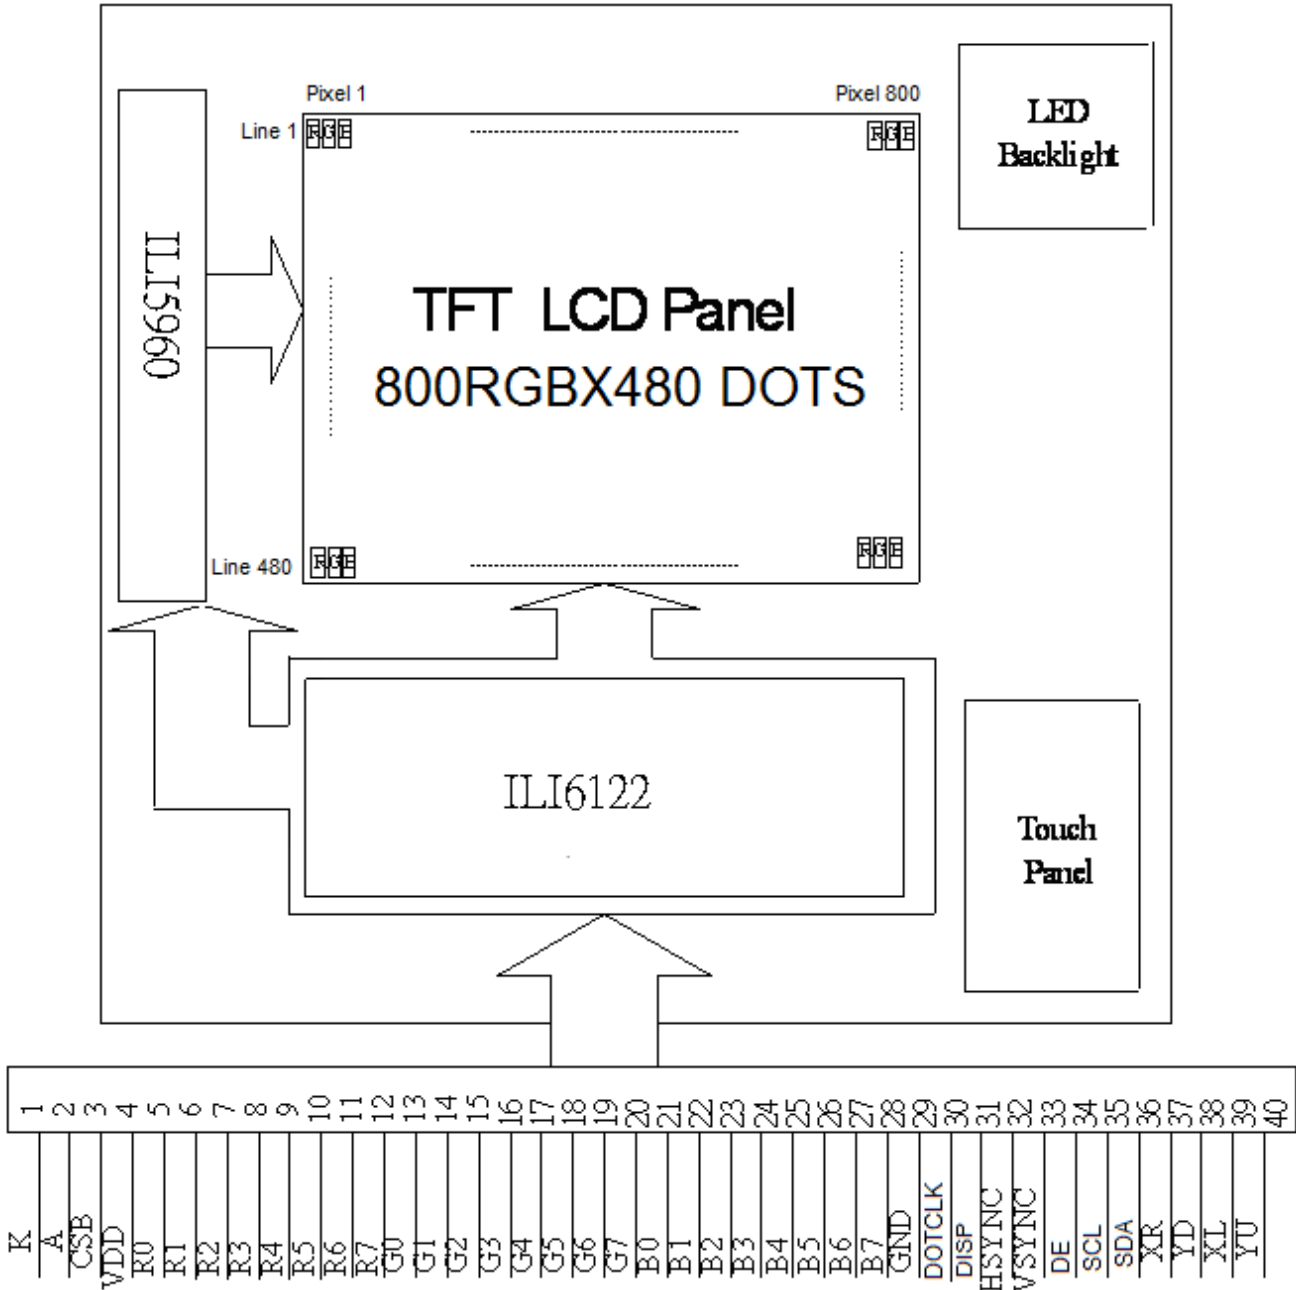 Pixel 1
Pixel 800
LED
Backlight
Line 1
RGE
RGE
ILI5960
TFT LCD Panel
800RGBX480 DOTS
Line 480
RGE
RGE
ILI6122
Touch
Panel
1 2 3 4 5 6 7 8 9 10 11 12 13 14 15 16 17 18 19 20 21 22 23 24 25 26 27 28 29 30 31 32 33 34 35 36 37 38 39 40
K A CSB VDD R0 R1 R2 R3 R4 R5 R6 R7 G0 G1 G2 G3 G4 G5 G6 G7 B0 B1 B2 B3 B4 B5 B6 B7 GND DOTCLK DISP HSYNC VSYNC DE SCL SDA XR YD XL YU